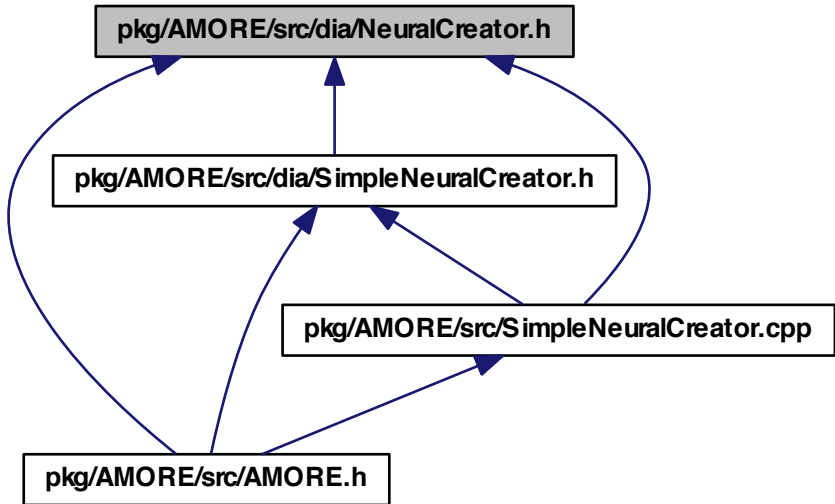 pkg/AMORE/src/dia/NeuralCreator.h
pkg/AMORE/src/dia/SimpleNeuralCreator.h
pkg/AMORE/src/SimpleNeuralCreator.cpp
pkg/AMORE/src/AMORE.h